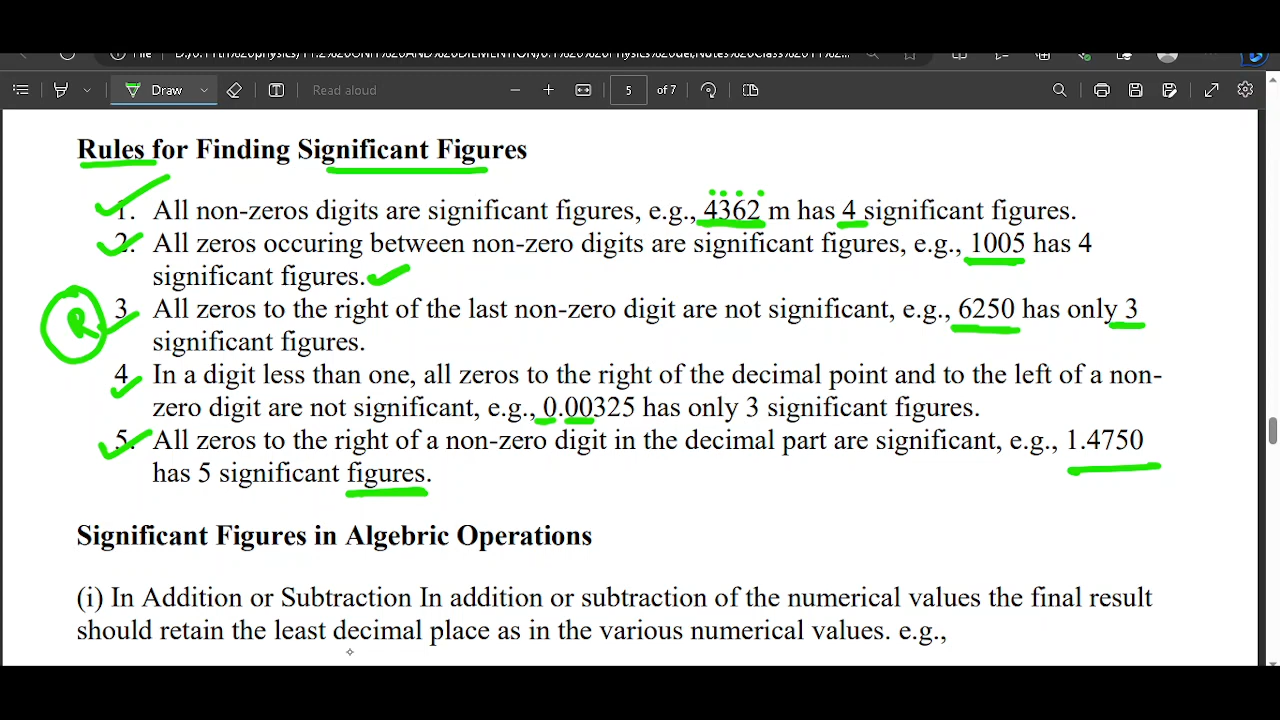 Draw
Read aloud
5 of 7
Rules for Finding Significant Figures
1. All non-zeros digits are significant figures, e.g., 4362 m has 4 significant figures.
2. All zeros occuring between non-zero digits are significant figures, e.g., 1005 has 4
significant figures.
R
3. All zeros to the right of the last non-zero digit are not significant, e.g., 6250 has only 3
significant figures.
4. In a digit less than one, all zeros to the right of the decimal point and to the left of a non-
zero digit are not significant, e.g., 0.00325 has only 3 significant figures.
5. All zeros to the right of a non-zero digit in the decimal part are significant, e.g., 1.4750
has 5 significant figures.
Significant Figures in Algebric Operations
(i) In Addition or Subtraction In addition or subtraction of the numerical values the final result
should retain the least decimal place as in the various numerical values. e.g.,